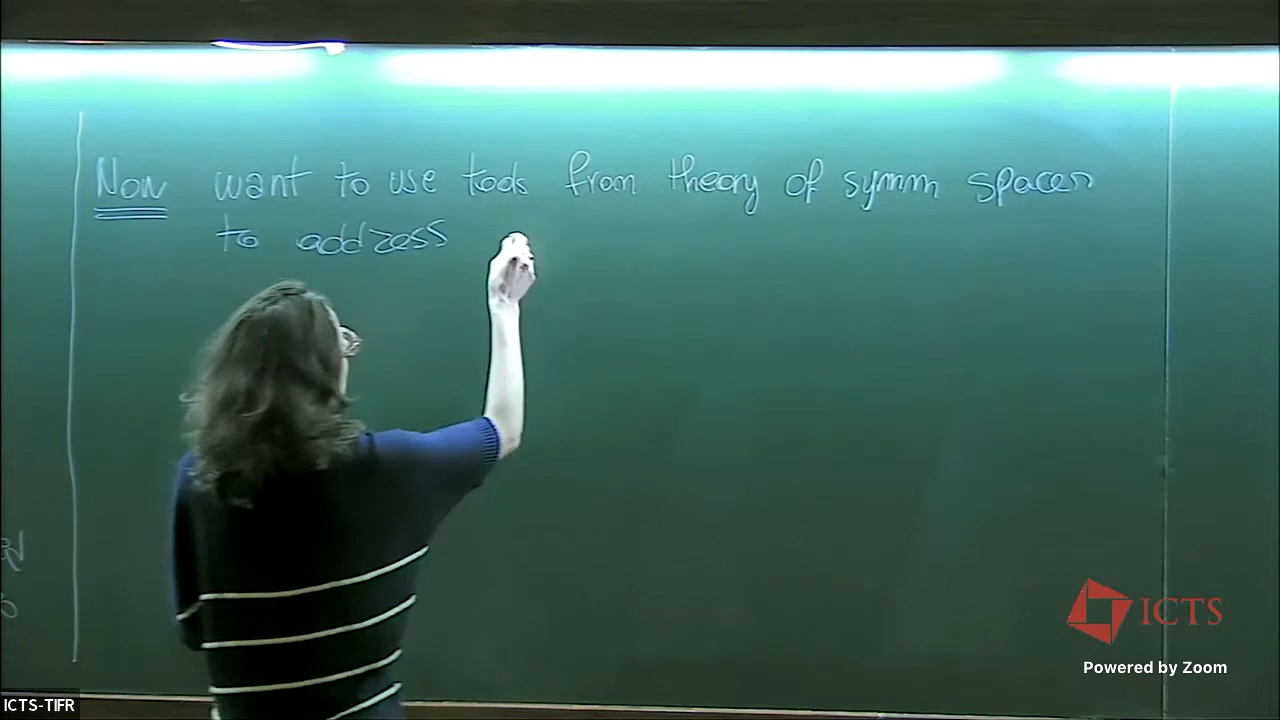 Now want to use tools from theory of symm spaces
to address
ICTS
Powered by Zoom
ICTS-TIFR